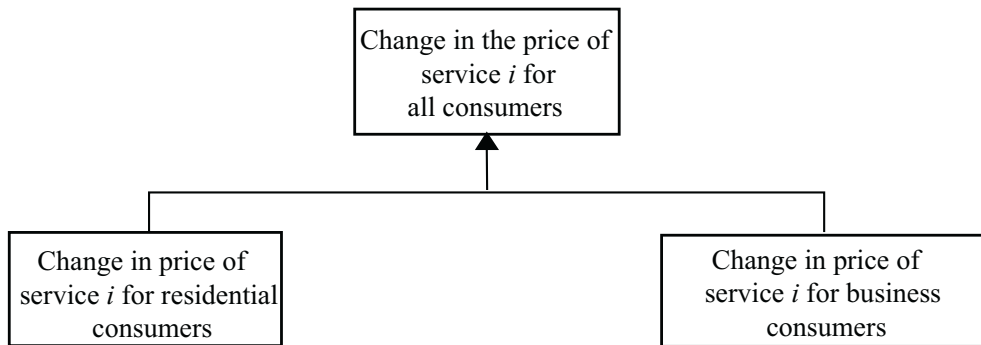 Change in the price of
service i for
all consumers
Change in price of
service i for residential
consumers
Change in price of
service i for business
consumers